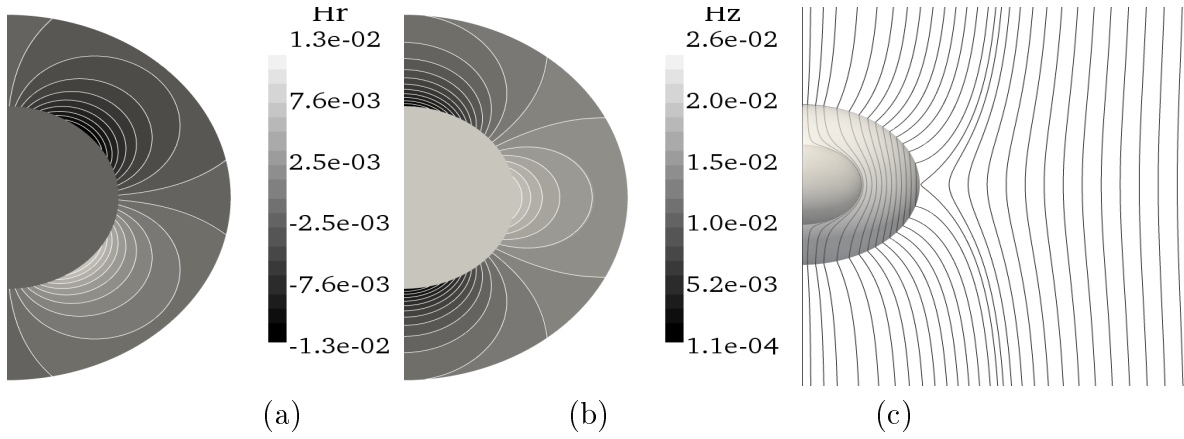 Hr
1.3e-02
7.6e-03
2.5e-03
-2.5e-03
-7.6e-03
-1.3e-02
Hz
2.6e-02
2.0e-02
1.5e-02
1.0e-02
5.2e-03
1.1e-04
(a)
(b)
(c)